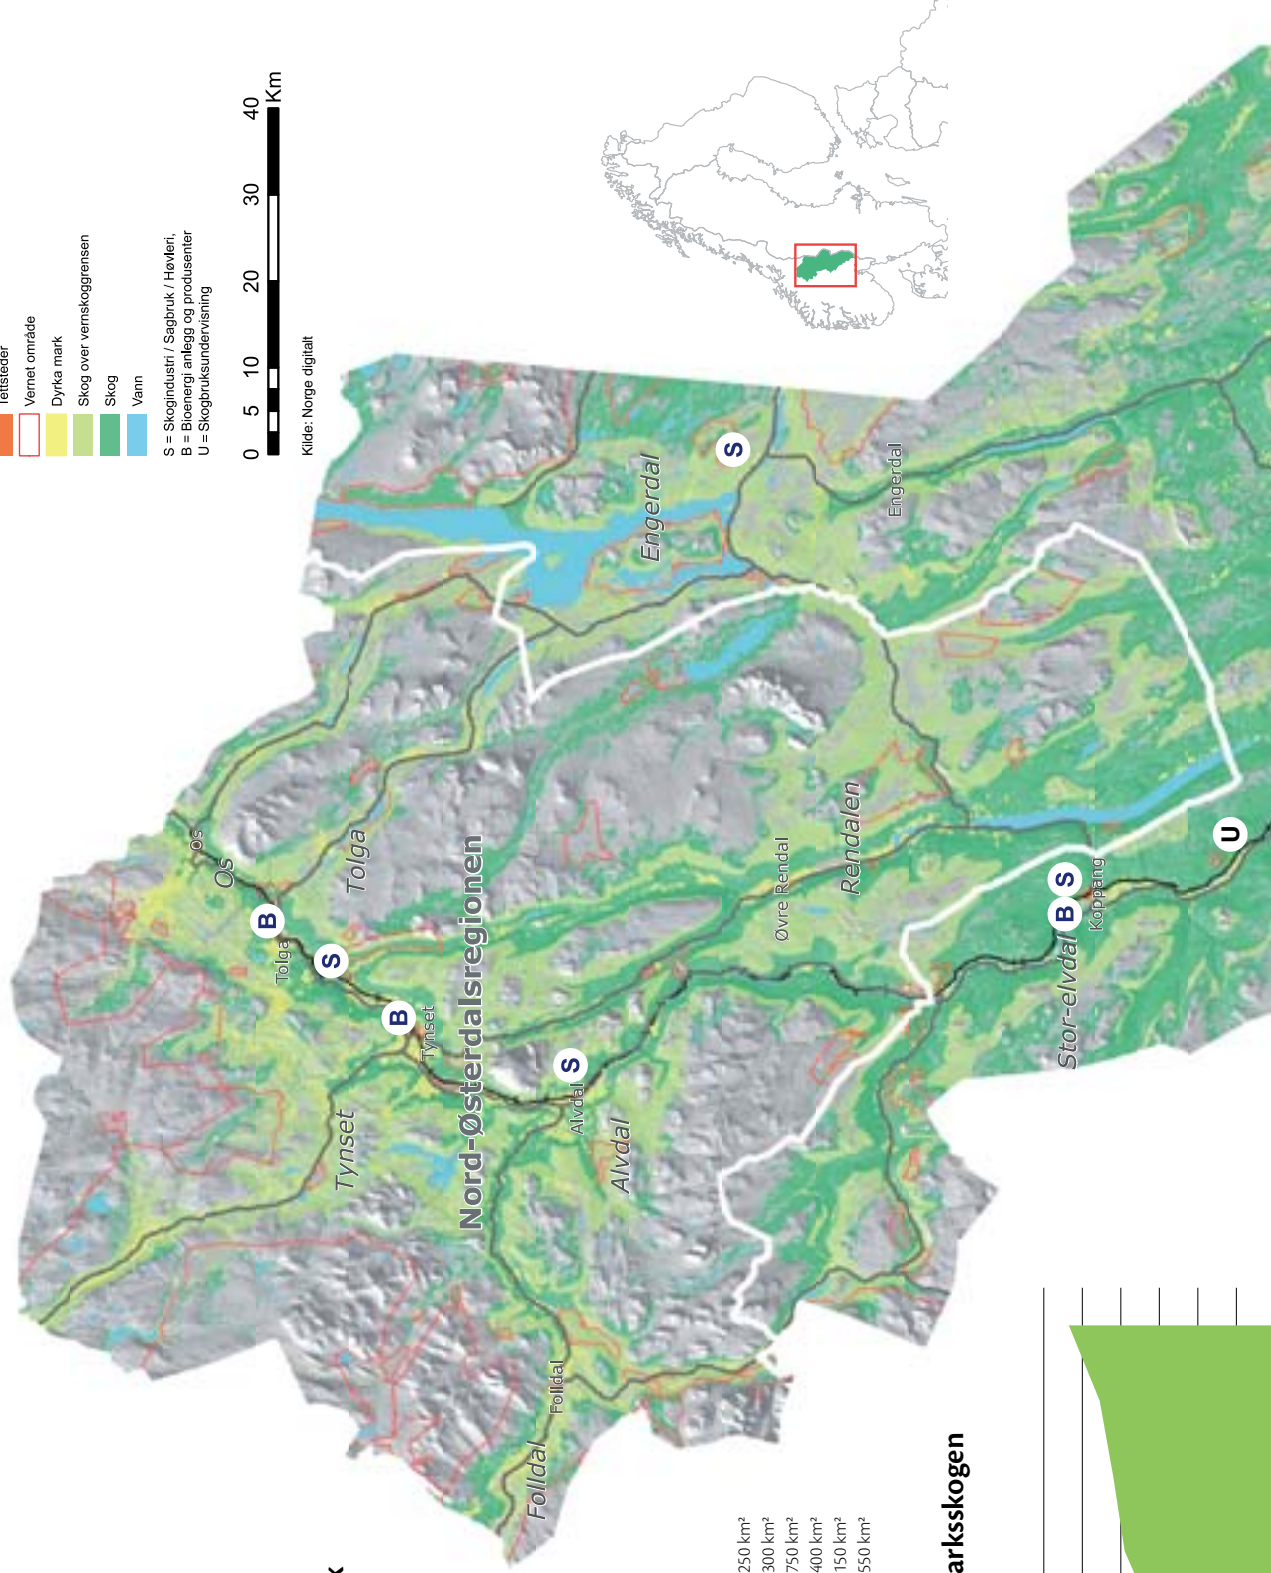 Tettsteder
Vernet område
Dyrka mark
Skog over vernskoggrensen
Skog
Vann
S = Skogindustri / Sagbruk / Høvleri,
B = Bioenergi anlegg og produsenter
U = Skogbruksundervisning
0 5 10 20 30 40
Km
Kilde: Norge digitalt
Os
Os
Tolga
B
Tolga
S
B
Tynset
Tynset
Nord-Østerdalsregionen
S
Alvdal
Alvdal
Folldal
Folldal
Engerdal
S
Engerdal
Øvre Rendal
Rendalen
B S
Koppang
Stor-elvdal
U
250 km²
300 km²
750 km²
400 km²
150 km²
550 km²
arksskogen